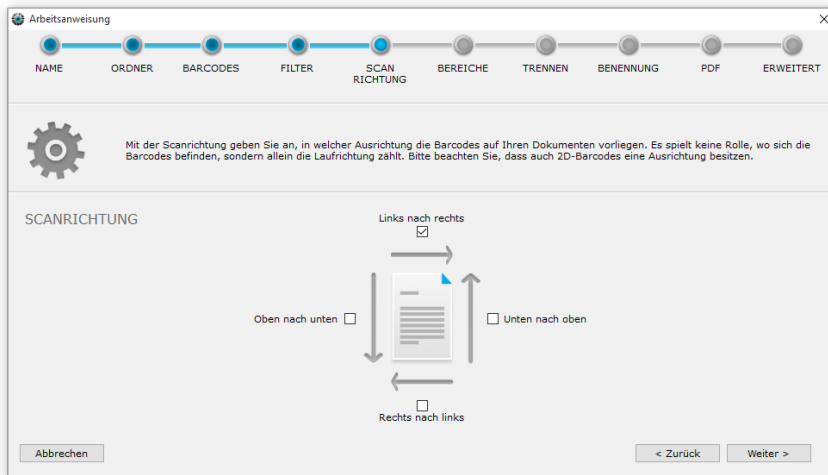 Arbeitsanweisung
NAME
ORDNER
BARCODES
FILTER
SCAN
RICHTUNG
BEREICHE
TRENNEN
BENENNUNG
PDF
ERWEITERT
Mit der Scanrichtung geben Sie an, in welcher Ausrichtung die Barcodes auf Ihren Dokumenten vorliegen. Es spielt keine Rolle, wo sich die
Barcodes befinden, sondern allein die Laufrichtung zählt. Bitte beachten Sie, dass auch 2D-Barcodes eine Ausrichtung besitzen.
SCANRICHTUNG
Links nach rechts
Oben nach unten
Unten nach oben
Rechts nach links
Abbrechen
< Zurück
Weiter >